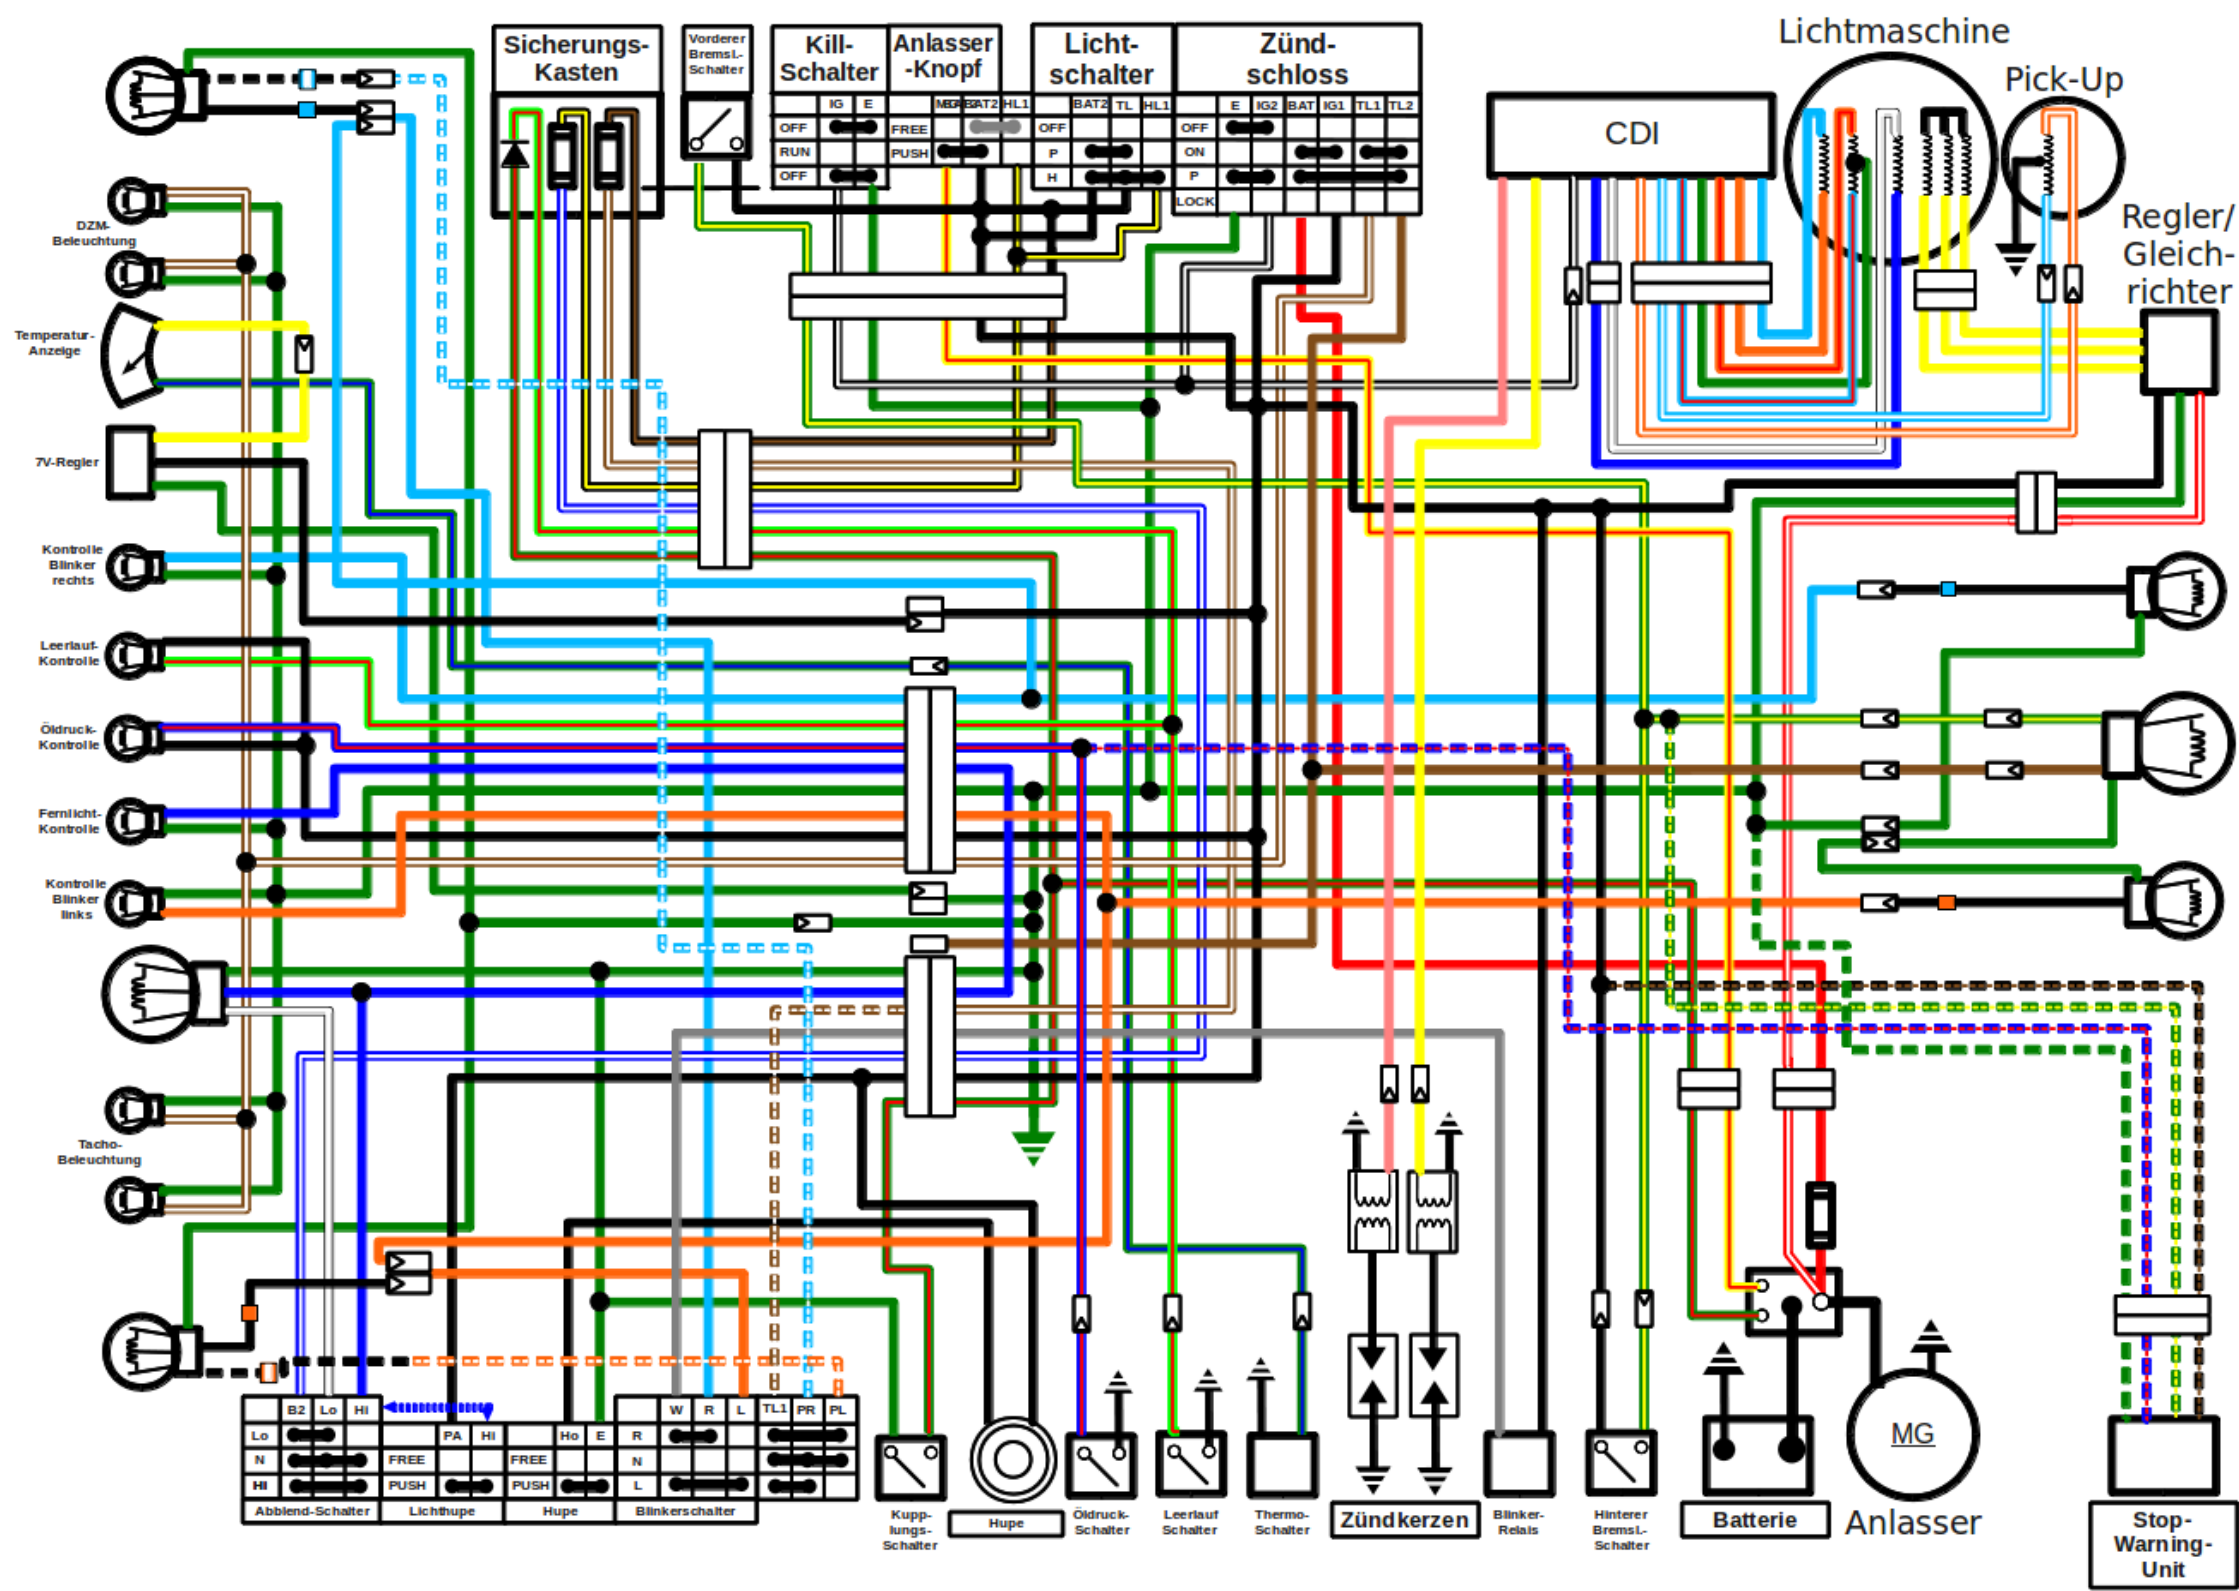 Sicherungs-
Kasten
Vorderer
Bremsl.-
Schalter
Kill-
Schalter
Anlasser
-Knopf
Licht-
schalter
Zünd-
schloss
Lichtmaschine
Pick-Up
CDI
Regler/
Gleich-
richter
IG E
OFF
RUN
OFF
BAT2 HL1
FREE
PUSH
BAT2 TL HL1
OFF
P
H
E IG2 BAT IG1 TL1 TL2
OFF
ON
P
LOCK
DZM-
Beleuchtung
Temperatur-
Anzeige
7V-Regler
Kontrolle
Blinker
rechts
Leerlauf-
Kontrolle
Öldruck-
Kontrolle
Fernlicht-
Kontrolle
Kontrolle
Blinker
links
Tacho-
Beleuchtung
B2 Lo HI
Lo
N
HI
Abblend-Schalter
PA HI
FREE
PUSH
Lichthupe
Ho E
FREE
PUSH
Hupe
W R L TL1 PR PL
R
N
L
Blinkerschalter
Kupp-
lungs-
Schalter
Hupe
Öldruck-
Schalter
Leerlauf
Schalter
Thermo-
Schalter
Zündkerzen
Blinker-
Relais
Hinterer
Bremsl.-
Schalter
Batterie
MG
Anlasser
Stop-
Warning-
Unit